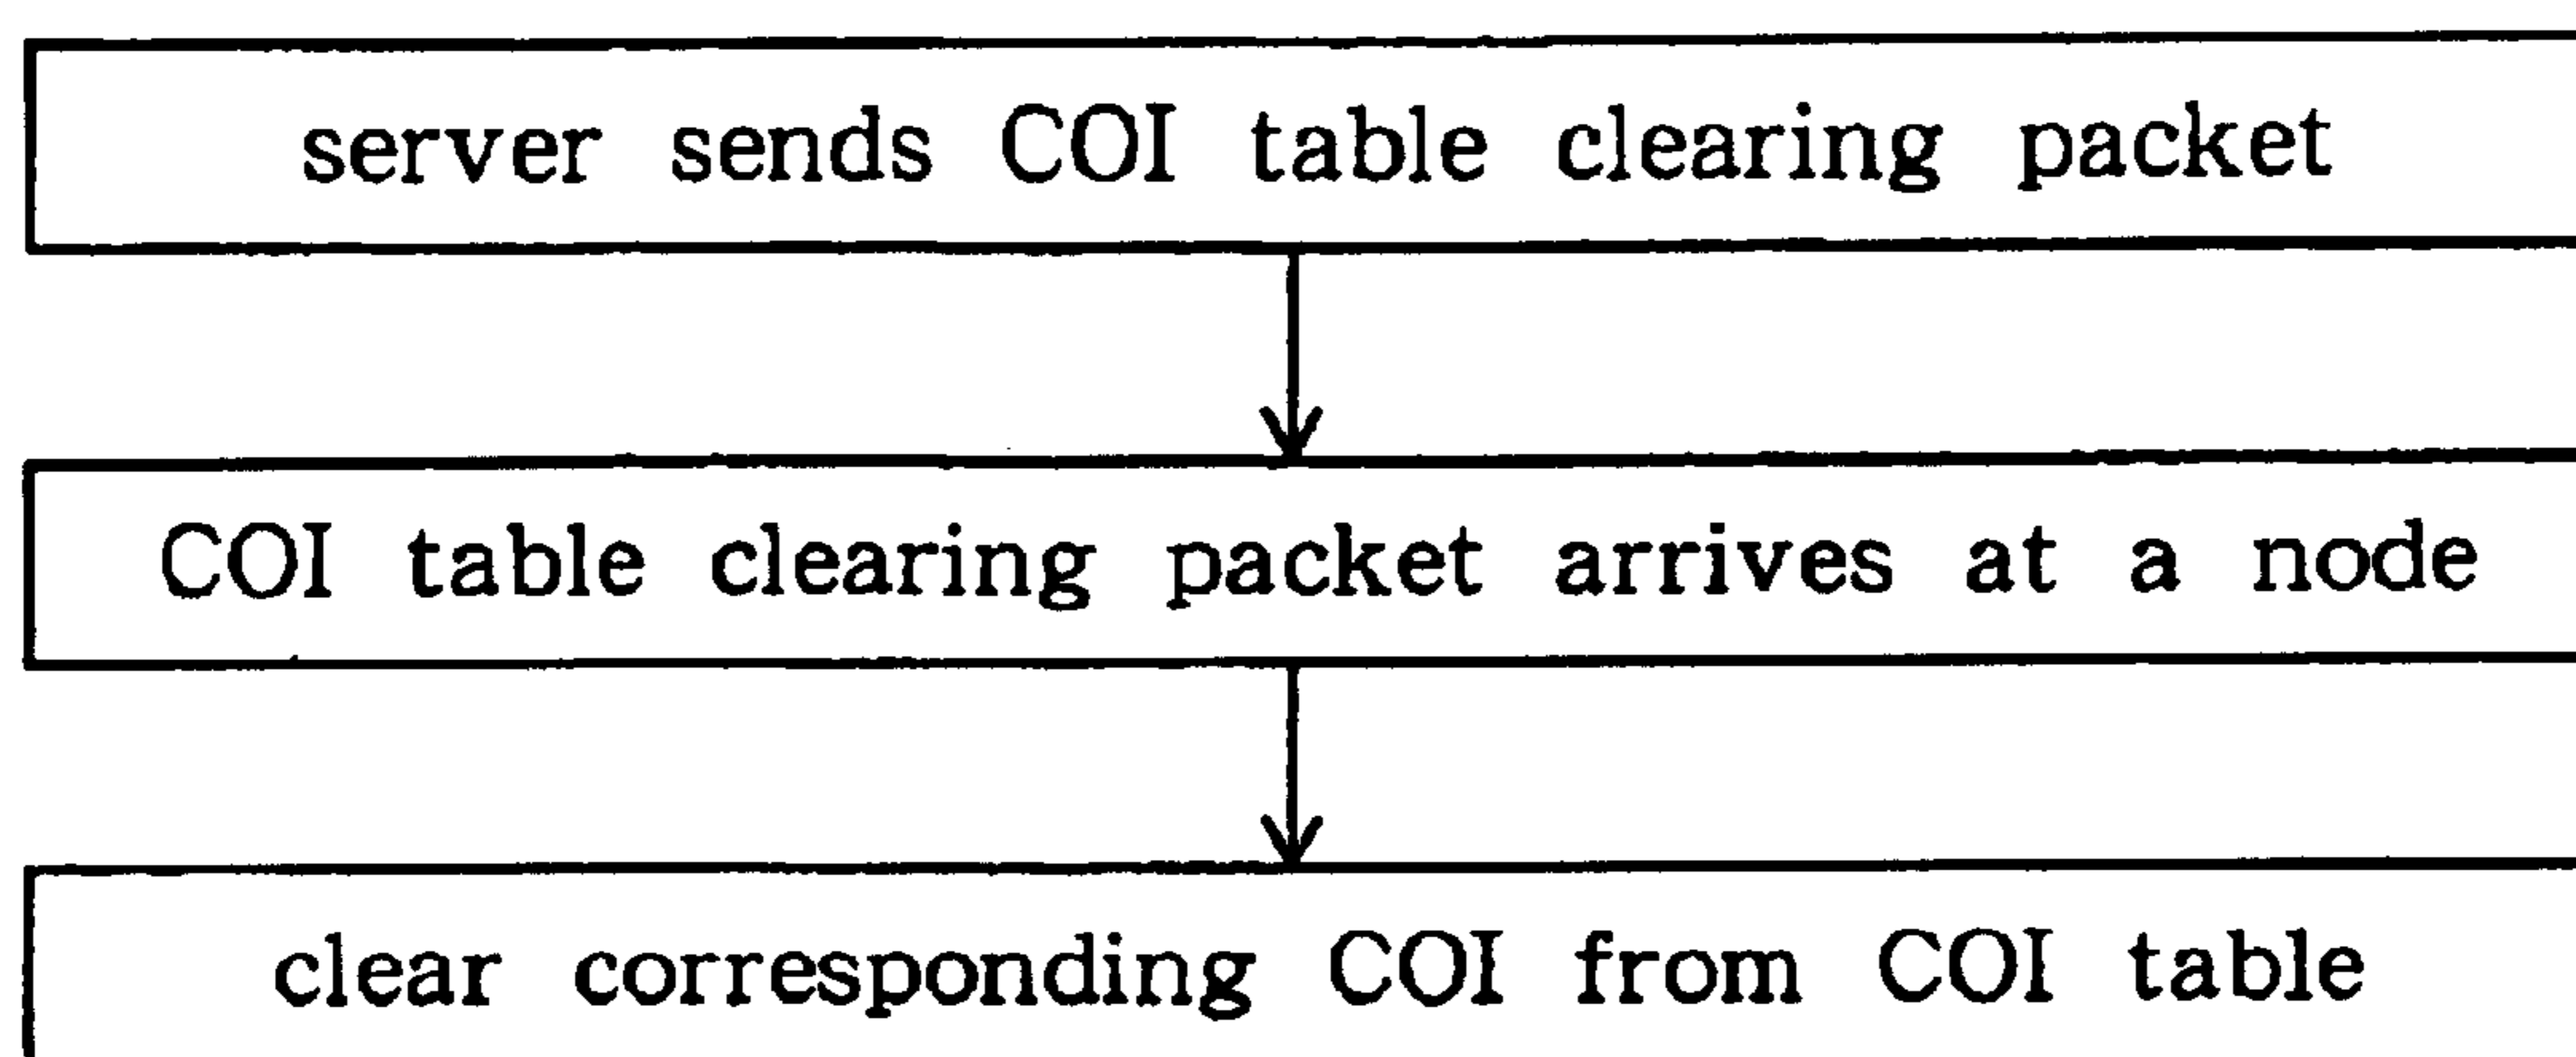 server sends COI table clearing packet
COI table clearing packet arrives at a node
clear corresponding COI from COI table